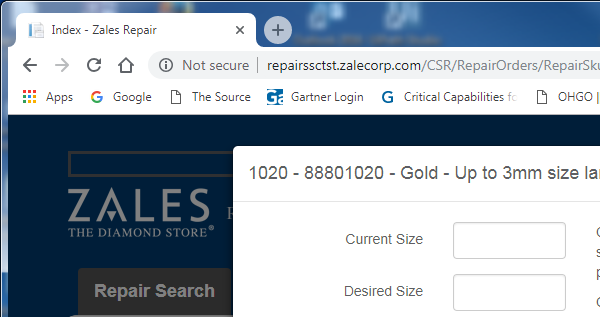 Index - Zales Repair
Not secure | repairssctst.zalecorp.com/CSR/RepairOrders/RepairSku
Apps Google The Source Gartner Login Critical Capabilities fo OHGO |
1020 - 88801020 - Gold - Up to 3mm size la
ZALES
THE DIAMOND STORE®
Current Size
Repair Search
Desired Size